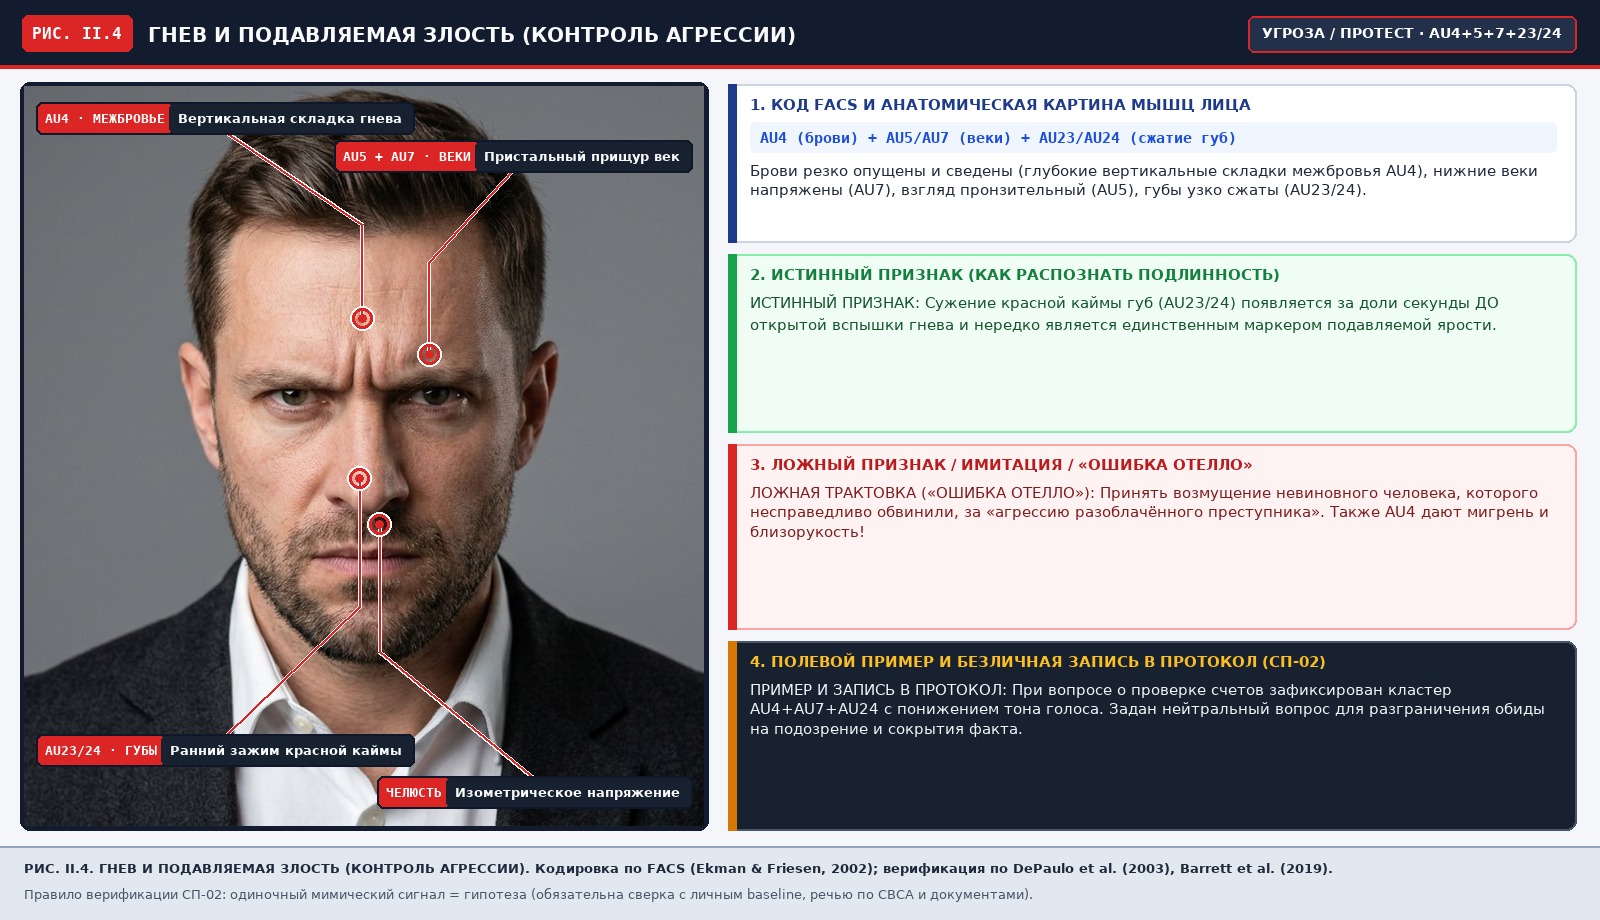 РИС. II.4
ГНЕВ И ПОДАВЛЯЕМАЯ ЗЛОСТЬ (КОНТРОЛЬ АГРЕССИИ)
УГРОЗА / ПРОТЕСТ · AU4+5+7+23/24
AU4 · МЕЖБРОВЬЕ Вертикальная складка гнева
AU5 + AU7 · ВЕКИ Пристальный прищур век
AU23/24 · ГУБЫ Ранний зажим красной каймы
ЧЕЛЮСТЬ Изометрическое напряжение
1. КОД FACS И АНАТОМИЧЕСКАЯ КАРТИНА МЫШЦ ЛИЦА
AU4 (брови) + AU5/AU7 (веки) + AU23/AU24 (сжатие губ)
Брови резко опущены и сведены (глубокие вертикальные складки межбровья AU4), нижние веки
напряжены (AU7), взгляд пронзительный (AU5), губы узко сжаты (AU23/24).
2. ИСТИННЫЙ ПРИЗНАК (КАК РАСПОЗНАТЬ ПОДЛИННОСТЬ)
ИСТИННЫЙ ПРИЗНАК: Сужение красной каймы губ (AU23/24) появляется за доли секунды ДО
открытой вспышки гнева и нередко является единственным маркером подавляемой ярости.
3. ЛОЖНЫЙ ПРИЗНАК / ИМИТАЦИЯ / «ОШИБКА ОТЕЛЛО»
ЛОЖНАЯ ТРАКТОВКА («ОШИБКА ОТЕЛЛО»): Принять возмущение невиновного человека, которого
несправедливо обвинили, за «агрессию разоблачённого преступника». Также AU4 дают мигрень и
близорукость!
4. ПОЛЕВОЙ ПРИМЕР И БЕЗЛИЧНАЯ ЗАПИСЬ В ПРОТОКОЛ (СП-02)
ПРИМЕР И ЗАПИСЬ В ПРОТОКОЛ: При вопросе о проверке счетов зафиксирован кластер
AU4+AU7+AU24 с понижением тона голоса. Задан нейтральный вопрос для разграничения обиды
на подозрение и сокрытия факта.
РИС. II.4. ГНЕВ И ПОДАВЛЯЕМАЯ ЗЛОСТЬ (КОНТРОЛЬ АГРЕССИИ). Кодировка по FACS (Ekman & Friesen, 2002); верификация по DePaulo et al. (2003), Barrett et al. (2019).
Правило верификации СП-02: одиночный мимический сигнал = гипотеза (обязательна сверка с личным baseline, речью по CBCA и документами).